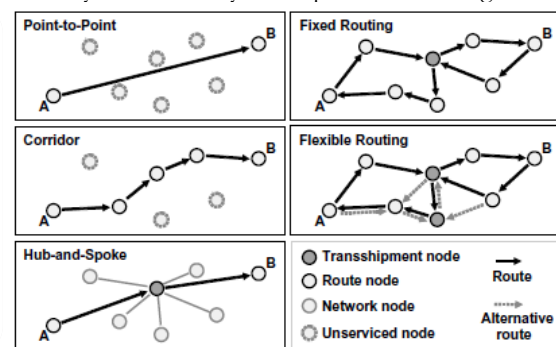 Point-to-Point
A
B
Fixed Routing
A
B
Corridor
A
B
Flexible Routing
A
B
Hub-and-Spoke
A
B
Transshipment node
Route node
Network node
Unserviced node
Route
Alternative
route